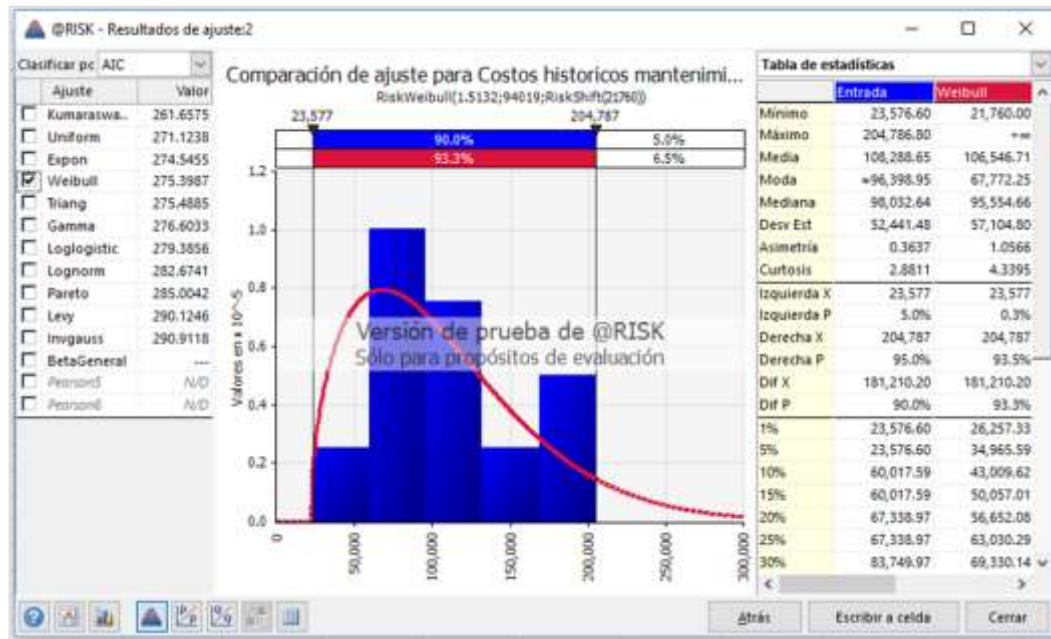 @RISK - Resultados de ajuste:2
Clasificar pc AIC
Ajuste Valor
Kumaraswa.. 261.6575
Uniform 271.1238
Expon 274.5455
Weibull 275.3987
Triang 275.4885
Gamma 276.6033
Loglogistic 279.3856
Lognorm 282.6741
Pareto 285.0042
Levy 290.1246
Invgauss 290.9118
BetaGeneral ----
Pearson5 N/D
Pearson6 N/D
Comparación de ajuste para Costos historicos mantenimi...
RiskWeibull(1.5132;94019;RiskShift(21760))
23,577 204,787
90.0% 5.0%
93.3% 6.5%
Valores en x 10^-5
1.2
1.0
0.8
0.6
0.4
0.2
0.0
0 50,000 100,000 150,000 200,000 250,000 300,000
Versión de prueba de @RISK
Sólo para propósitos de evaluación
Tabla de estadísticas
Entrada Weibull
Mínimo 23,576.60 21,760.00
Máximo 204,786.80 +∞
Media 108,288.65 106,546.71
Moda ≈96,398.95 67,772.25
Mediana 98,032.64 95,554.66
Desv Est 52,441.48 57,104.80
Asimetría 0.3637 1.0566
Curtosis 2.8811 4.3395
Izquierda X 23,577 23,577
Izquierda P 5.0% 0.3%
Derecha X 204,787 204,787
Derecha P 95.0% 93.5%
Dif X 181,210.20 181,210.20
Dif P 90.0% 93.3%
1% 23,576.60 26,257.33
5% 23,576.60 34,965.59
10% 60,017.59 43,009.62
15% 60,017.59 50,057.01
20% 67,338.97 56,652.08
25% 67,338.97 63,030.29
30% 83,749.97 69,330.14
Atrás Escribir a celda Cerrar